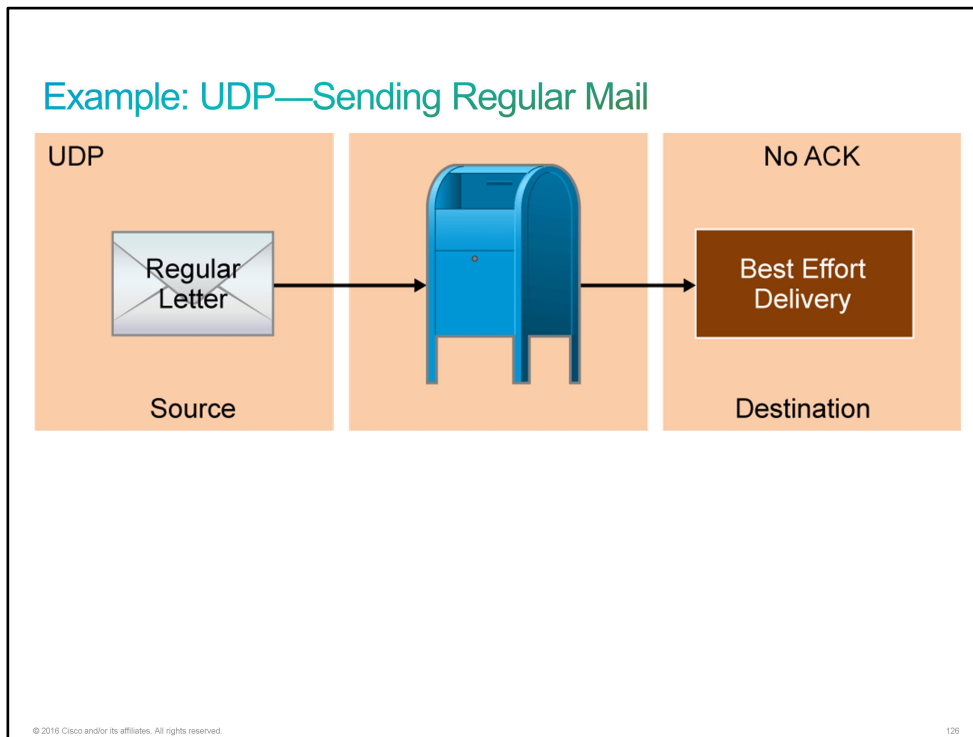 Example: UDP—Sending Regular Mail
UDP
Regular
Letter
Source
No ACK
Best Effort
Delivery
Destination
© 2016 Cisco and/or its affiliates. All rights reserved.
126